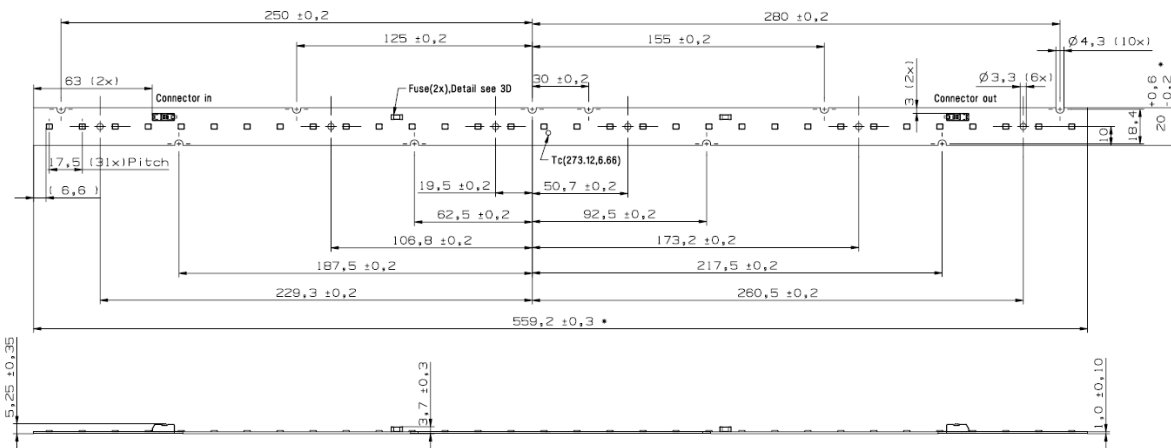 250 ±0,2
280 ±0,2
125 ±0,2
155 ±0,2
Ø4,3 (10x)
63 (2x)
Fuse(2x),Detail see 3D
30 ±0,2
3 (2x)
Ø3,3 (6x)
+0,6 *
-0,2
20
Connector in
Connector out
18,4
10
17,5 (31x)Pitch
Tc(273.12,6.66)
( 6,6 )
19,5 ±0,2
50,7 ±0,2
62,5 ±0,2
92,5 ±0,2
106,8 ±0,2
173,2 ±0,2
187,5 ±0,2
217,5 ±0,2
229,3 ±0,2
260,5 ±0,2
559,2 ±0,3 *
5,25 ±0,35
3,7 ±0,3
1,0 ±0,10